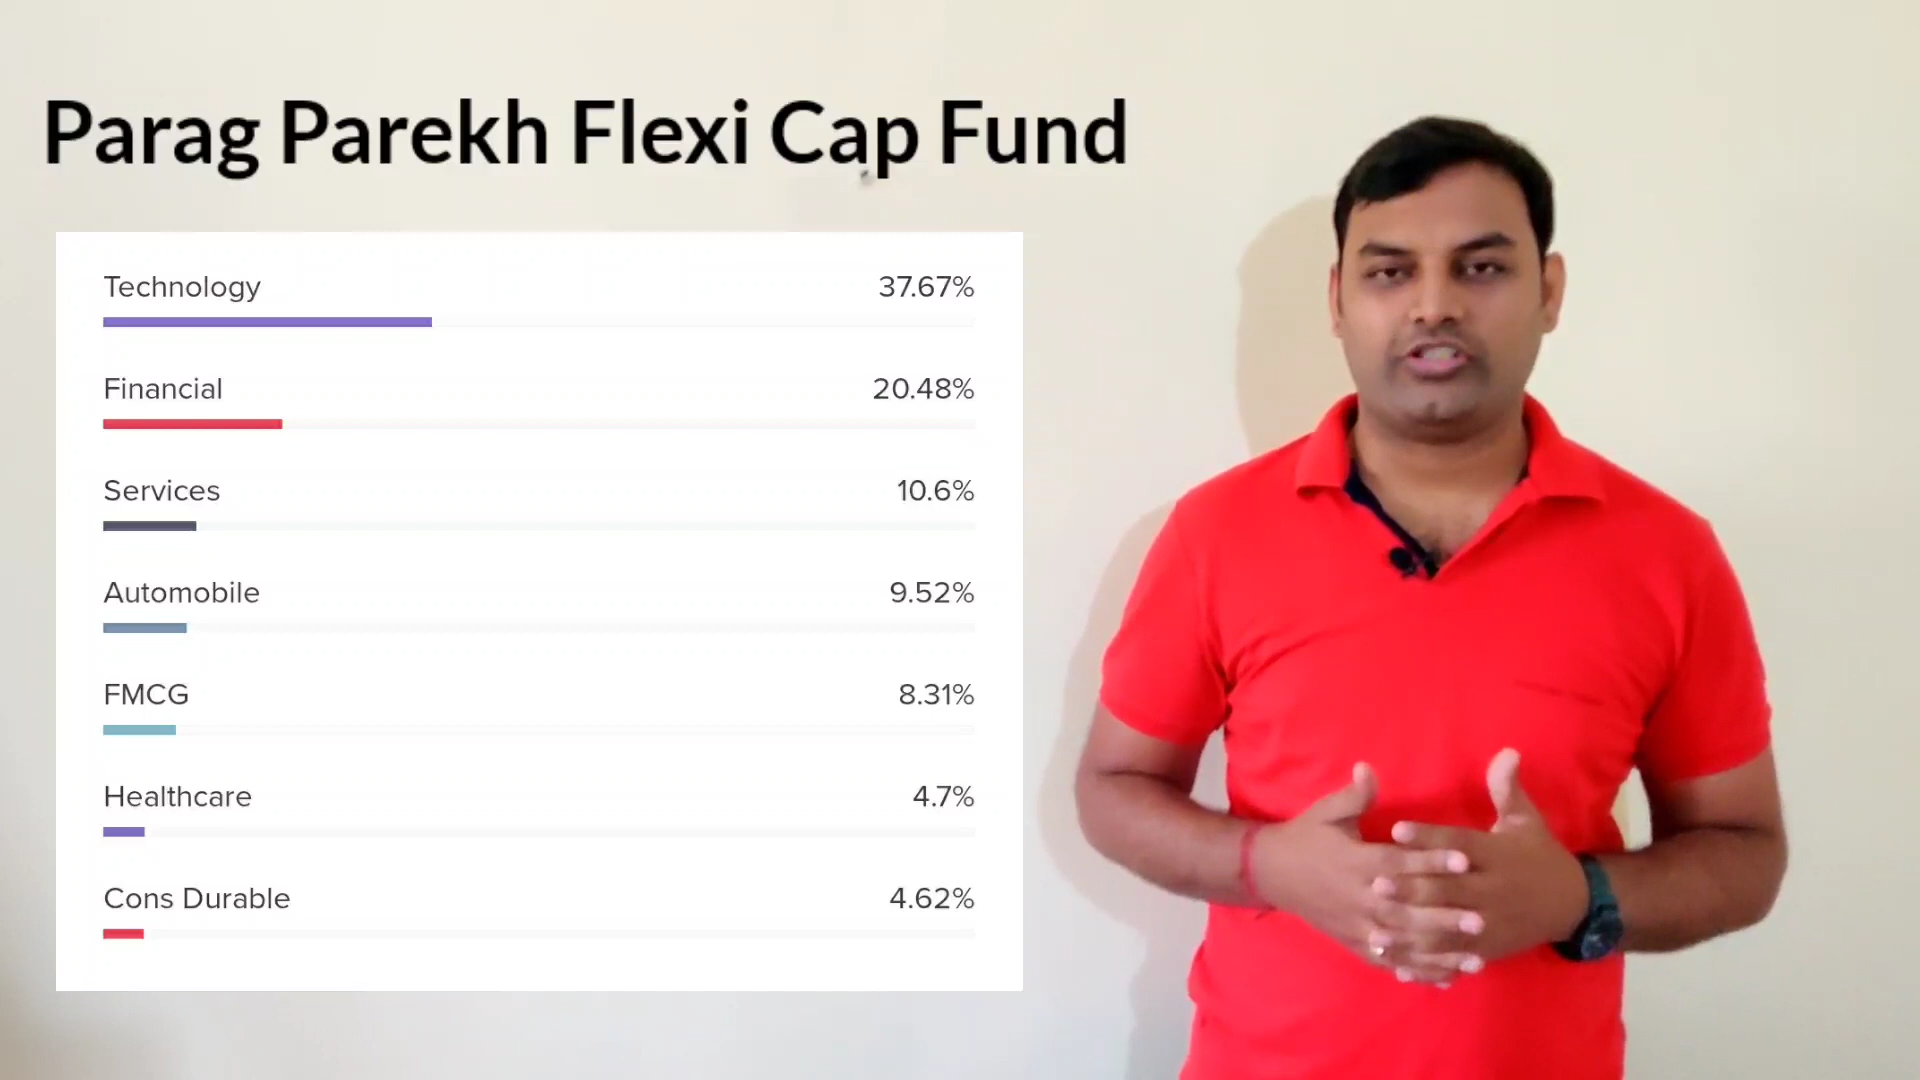 Parag Parekh Flexi Cap Fund
Technology 37.67%
Financial 20.48%
Services 10.6%
Automobile 9.52%
FMCG 8.31%
Healthcare 4.7%
Cons Durable 4.62%